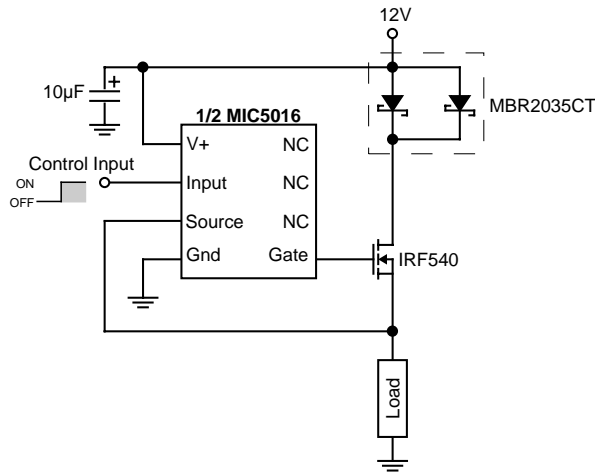 12V
10µF
+
MBR2035CT
1/2 MIC5016
V+ NC
Control Input
ON
OFF
Input NC
Source NC
Gnd Gate
IRF540
Load